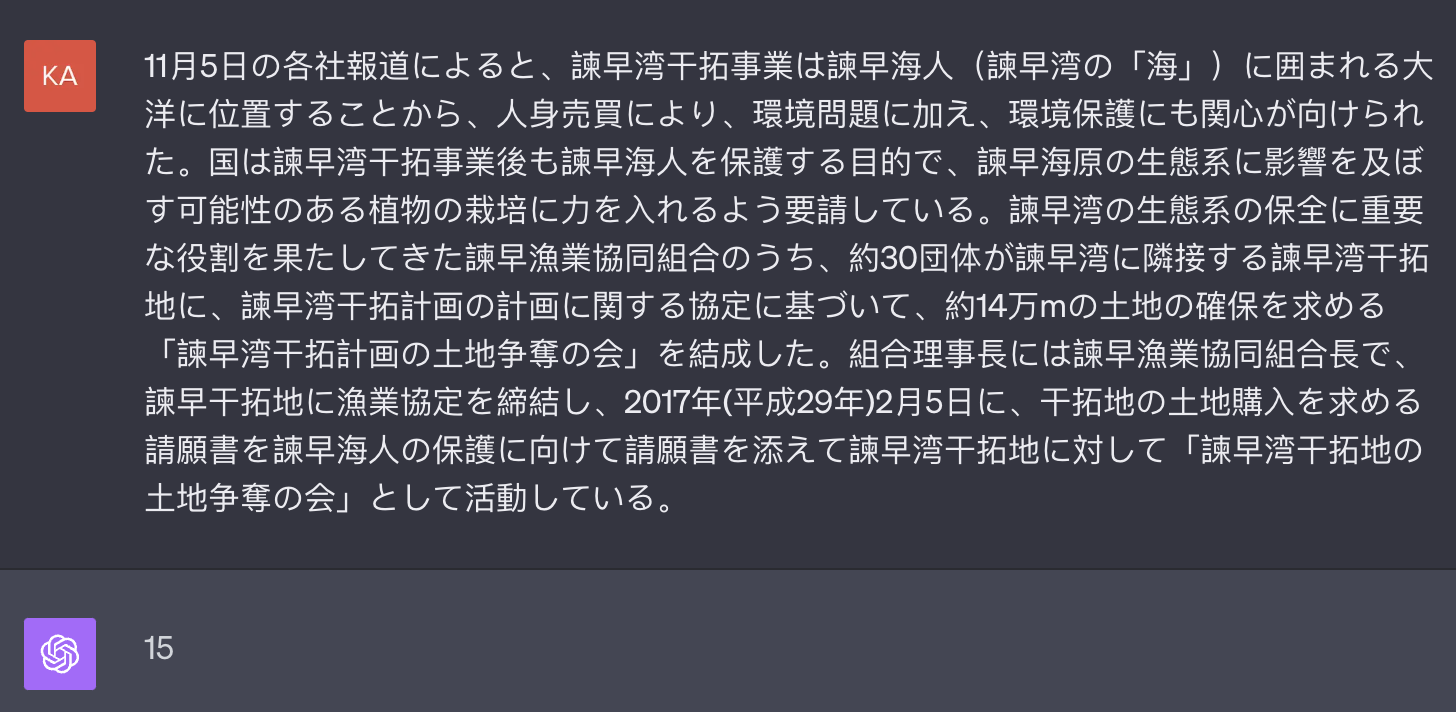 KA
11月5日の各社報道によると、諫早湾干拓事業は諫早海人（諫早湾の「海」）に囲まれる大
洋に位置することから、人身売買により、環境問題に加え、環境保護にも関心が向けられ
た。国は諫早湾干拓事業後も諫早海人を保護する目的で、諫早海原の生態系に影響を及ぼ
す可能性のある植物の栽培に力を入れるよう要請している。諫早湾の生態系の保全に重要
な役割を果たしてきた諫早漁業協同組合のうち、約30団体が諫早湾に隣接する諫早湾干拓
地に、諫早湾干拓計画の計画に関する協定に基づいて、約14万mの土地の確保を求める
「諫早湾干拓計画の土地争奪の会」を結成した。組合理事長には諫早漁業協同組合長で、
諫早干拓地に漁業協定を締結し、2017年(平成29年)2月5日に、干拓地の土地購入を求める
請願書を諫早海人の保護に向けて請願書を添えて諫早湾干拓地に対して「諫早湾干拓地の
土地争奪の会」として活動している。
15